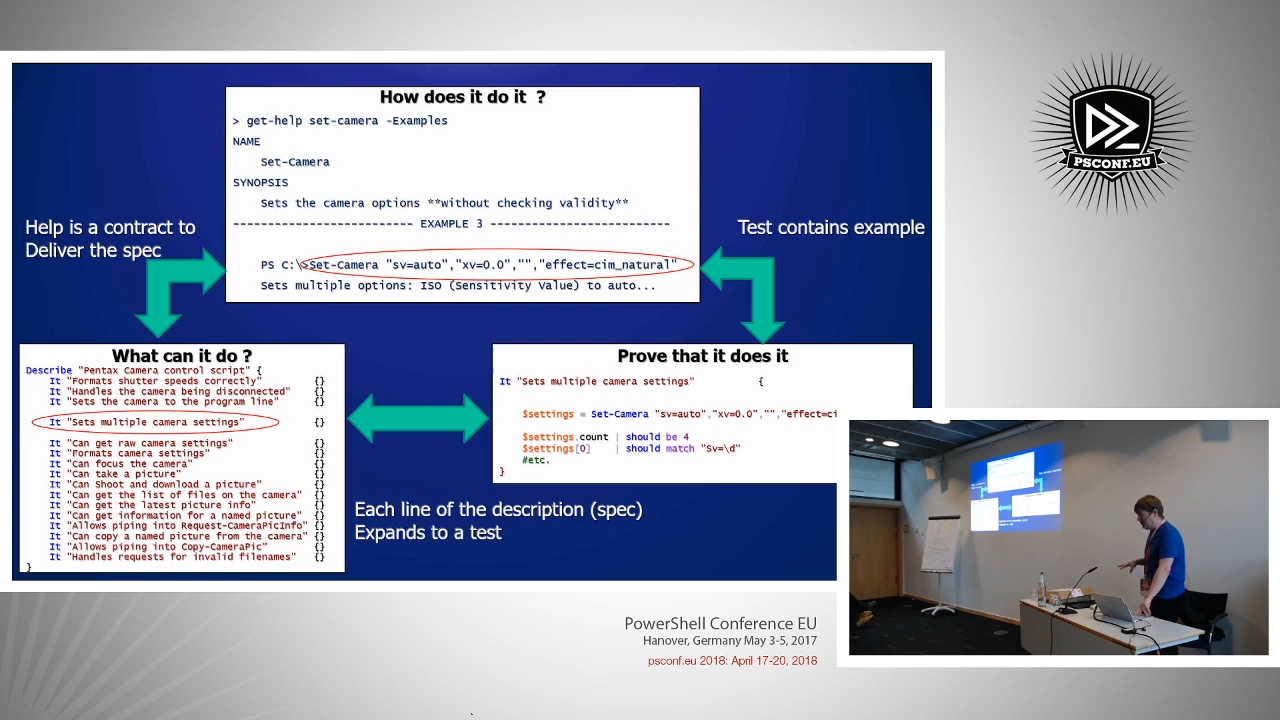 How does it do it ?
> get-help set-camera -Examples
NAME
Set-Camera
SYNOPSIS
Sets the camera options **without checking validity**
-------------------------- EXAMPLE 3 --------------------------
PS C:\>Set-Camera "sv=auto","xv=0.0","","effect=cim_natural"
Sets multiple options: ISO (Sensitivity Value) to auto...
Help is a contract to
Deliver the spec
Test contains example
What can it do ?
Describe "Pentax Camera control script" {
It "Formats shutter speeds correctly" {}
It "Handles the camera being disconnected" {}
It "Sets the camera to the program line" {}
It "Sets multiple camera settings" {}
It "Can get raw camera settings" {}
It "Formats camera settings" {}
It "Can focus the camera" {}
It "Can take a picture" {}
It "Can Shoot and download a picture" {}
It "Can get the list of files on the camera" {}
It "Can get the latest picture info" {}
It "Can get information for a named picture" {}
It "Allows piping into Request-CameraPicInfo" {}
It "Can copy a named picture from the camera" {}
It "Allows piping into Copy-CameraPic" {}
It "Handles requests for invalid filenames" {}
}
Prove that it does it
It "Sets multiple camera settings" {
$settings = Set-Camera "sv=auto","xv=0.0","","effect=ci
$settings.count | should be 4
$settings[0] | should match "Sv=\d"
#etc.
}
Each line of the description (spec)
Expands to a test
PSCONF.EU
PowerShell Conference EU
Hanover, Germany May 3-5, 2017
psconf.eu 2018: April 17-20, 2018